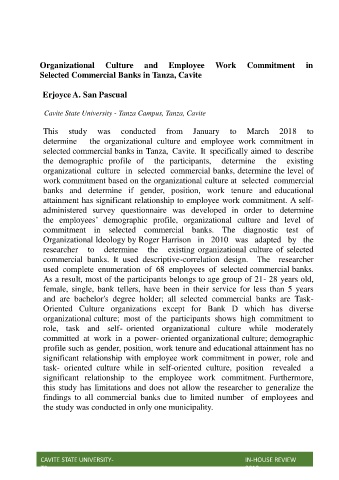 Organizational Culture and Employee Work Commitment in
Selected Commercial Banks in Tanza, Cavite
Erjoyce A. San Pascual
Cavite State University - Tanza Campus, Tanza, Cavite
This study was conducted from January to March 2018 to
determine the organizational culture and employee work commitment in
selected commercial banks in Tanza, Cavite. It specifically aimed to describe
the demographic profile of the participants, determine the existing
organizational culture in selected commercial banks, determine the level of
work commitment based on the organizational culture at selected commercial
banks and determine if gender, position, work tenure and educational
attainment has significant relationship to employee work commitment. A self-
administered survey questionnaire was developed in order to determine
the employees' demographic profile, organizational culture and level of
commitment in selected commercial banks. The diagnostic test of
Organizational Ideology by Roger Harrison in 2010 was adapted by the
researcher to determine the existing organizational culture of selected
commercial banks. It used descriptive-correlation design. The researcher
used complete enumeration of 68 employees of selected commercial banks.
As a result, most of the participants belongs to age group of 21- 28 years old,
female, single, bank tellers, have been in their service for less than 5 years
and are bachelor's degree holder; all selected commercial banks are Task-
Oriented Culture organizations except for Bank D which has diverse
organizational culture; most of the participants shows high commitment to
role, task and self- oriented organizational culture while moderately
committed at work in a power- oriented organizational culture; demographic
profile such as gender, position, work tenure and educational attainment has no
significant relationship with employee work commitment in power, role and
task- oriented culture while in self-oriented culture, position revealed a
significant relationship to the employee work commitment. Furthermore,
this study has limitations and does not allow the researcher to generalize the
findings to all commercial banks due to limited number of employees and
the study was conducted in only one municipality.
CAVITE STATE UNIVERSITY- IN-HOUSE REVIEW